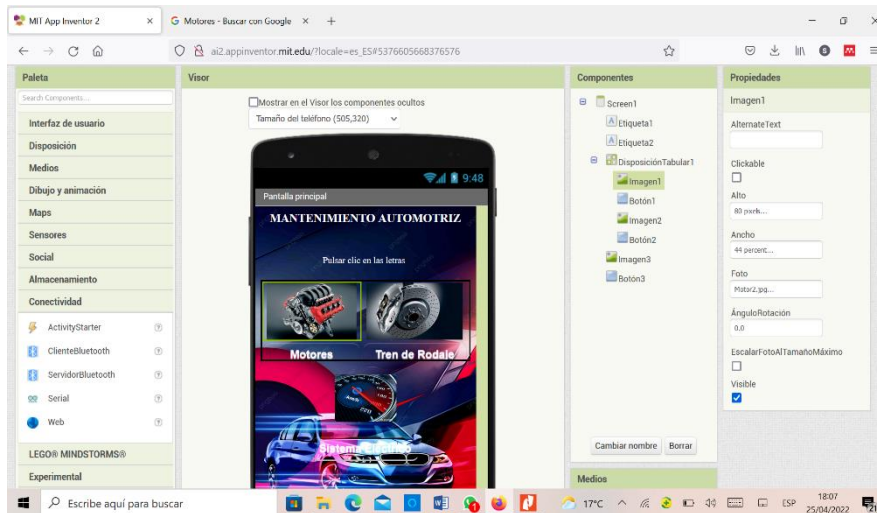 MIT App Inventor 2
Motores - Buscar con Google
ai2.appinventor.mit.edu/?locale=es_ES#5376605668376576
Paleta
Search Components...
Interfaz de usuario
Disposición
Medios
Dibujo y animación
Maps
Sensores
Social
Almacenamiento
Conectividad
ActivityStarter
ClienteBluetooth
ServidorBluetooth
Serial
Web
LEGO® MINDSTORMS®
Experimental
Visor
Mostrar en el Visor los componentes ocultos
Tamaño del teléfono (505,320)
9:48
Pantalla principal
MANTENIMIENTO AUTOMOTRIZ
Pulsar clic en las letras
Motores
Tren de Rodaje
Sistema Eléctrico
Componentes
Screen1
Etiqueta1
Etiqueta2
DisposiciónTabular1
Imagen1
Botón1
Imagen2
Botón2
Imagen3
Botón3
Cambiar nombre
Borrar
Medios
Propiedades
Imagen1
AlternateText
Clickable
Alto
80 pixels...
Ancho
44 percent...
Foto
Motor2.jpg...
ÁnguloRotación
0.0
EscalarFotoAlTamañoMáximo
Visible
Escribe aquí para buscar
17°C
ESP
18:07
25/04/2022